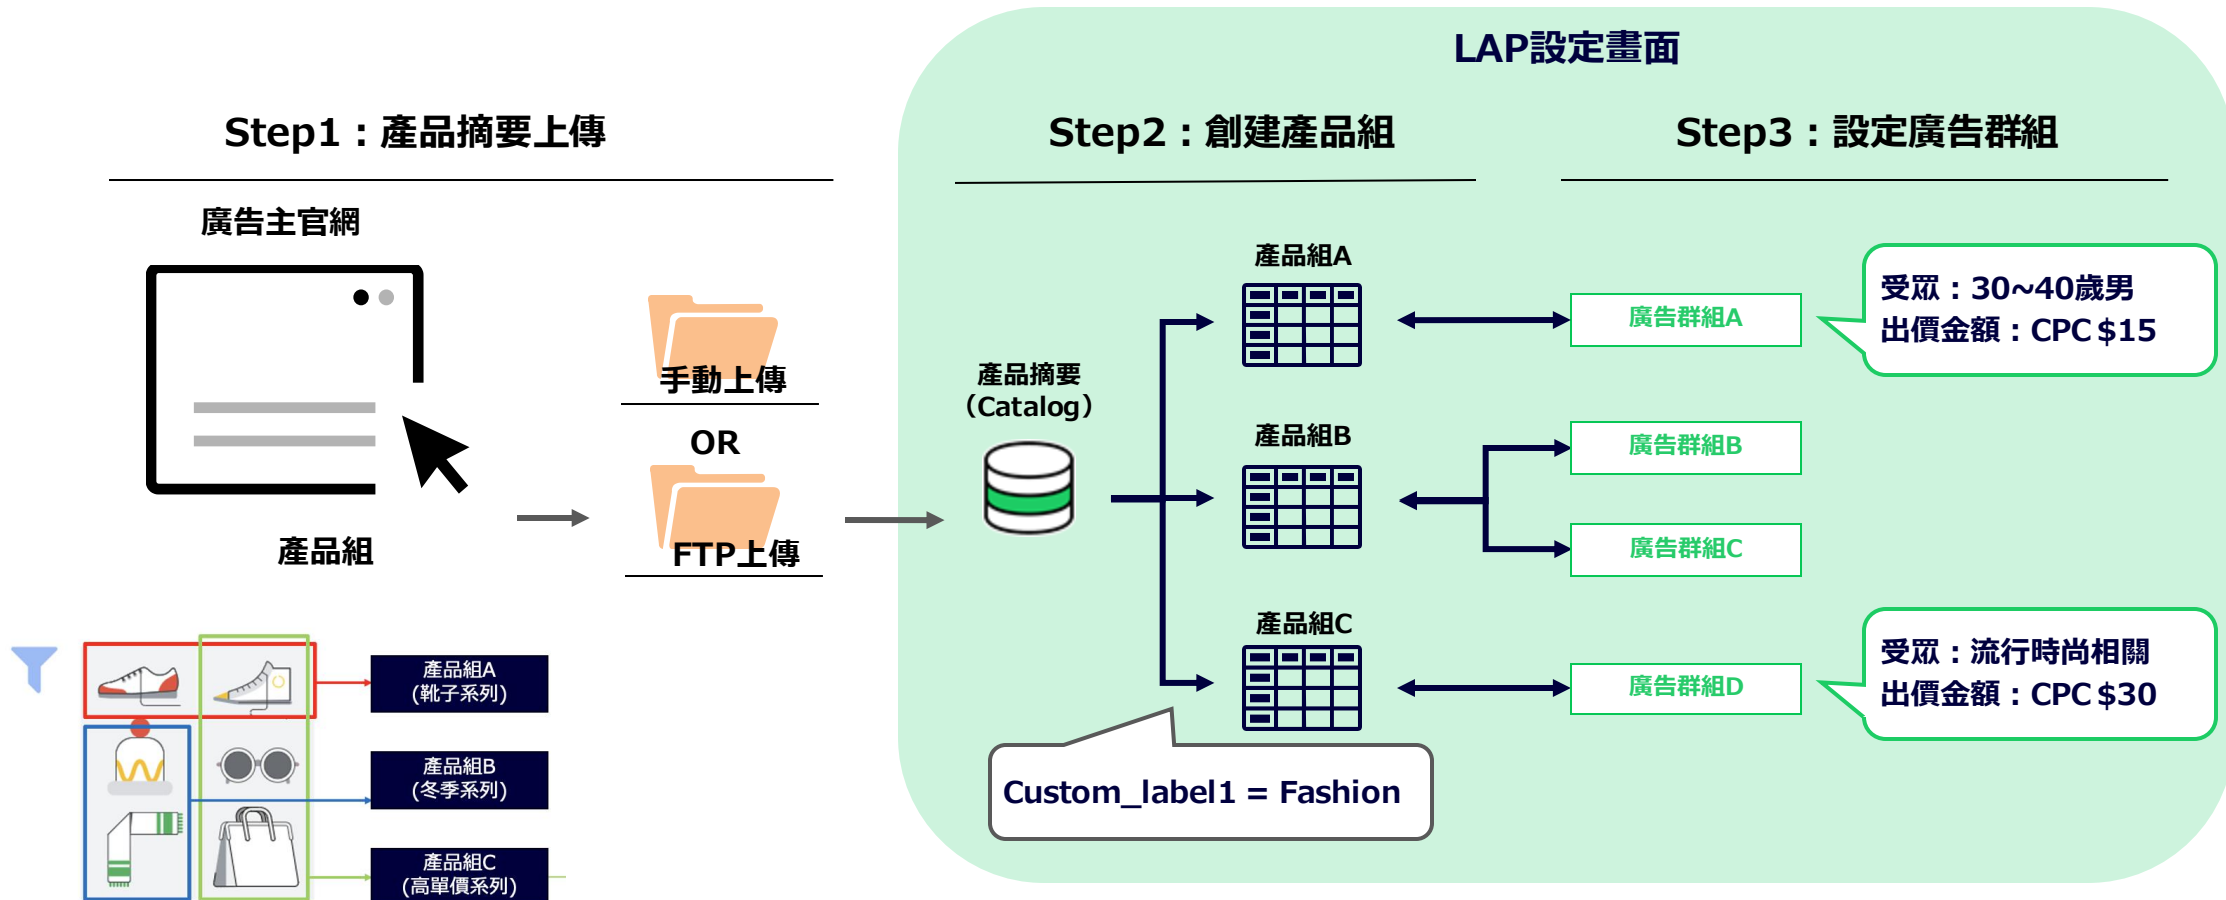 LAP設定畫面
Step1：產品摘要上傳
Step2：創建產品組
Step3：設定廣告群組
廣告主官網
產品組
手動上傳
OR
FTP上傳
產品組A
(靴子系列)
產品組B
(冬季系列)
產品組C
(高單價系列)
產品摘要
（Catalog）
產品組A
產品組B
產品組C
Custom_label1 = Fashion
廣告群組A
廣告群組B
廣告群組C
廣告群組D
受眾：30~40歲男
出價金額：CPC $15
受眾：流行時尚相關
出價金額：CPC $30